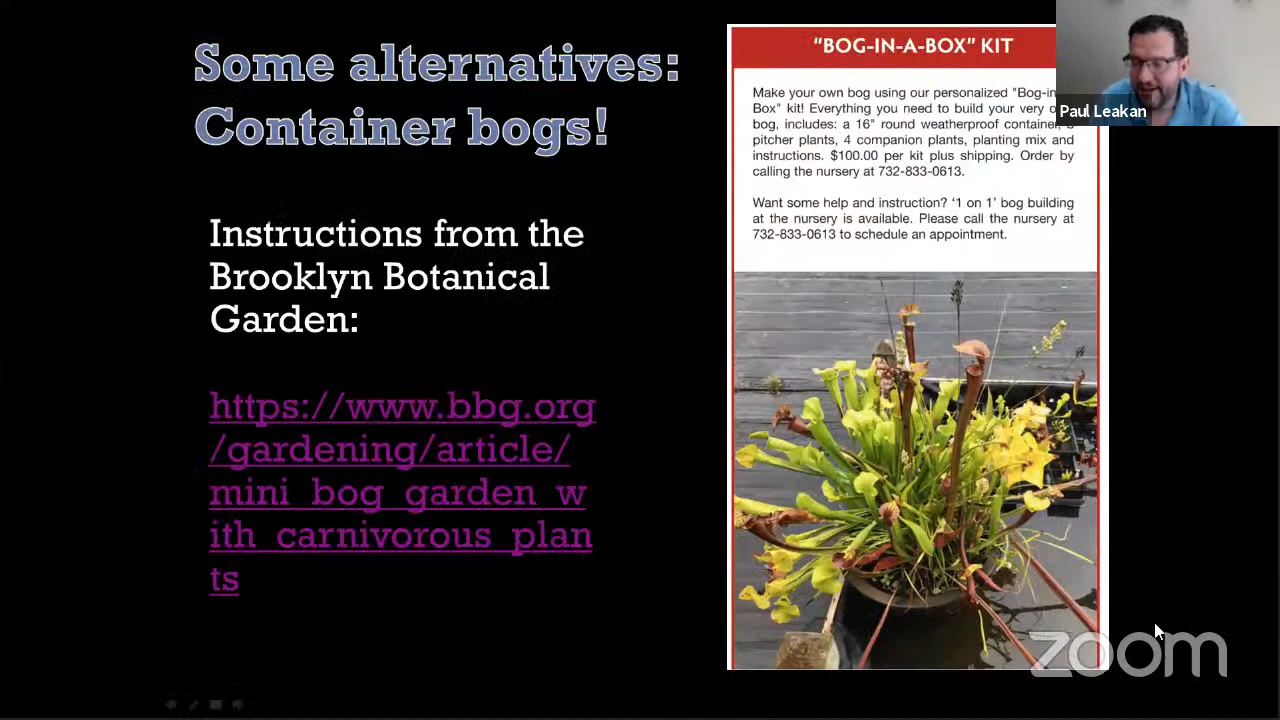 Some alternatives:
Container bogs!
Instructions from the
Brooklyn Botanical
Garden:
https://www.bbg.org
/gardening/article/
mini_bog_garden_w
ith_carnivorous_plan
ts
"BOG-IN-A-BOX" KIT
Make your own bog using our personalized "Bog-in-
Box" kit! Everything you need to build your very
bog, includes: a 16" round weatherproof container,
pitcher plants, 4 companion plants, planting mix and
instructions. $100.00 per kit plus shipping. Order by
calling the nursery at 732-833-0613.
Want some help and instruction? '1 on 1' bog building
at the nursery is available. Please call the nursery at
732-833-0613 to schedule an appointment.
Paul Leakan
zoom